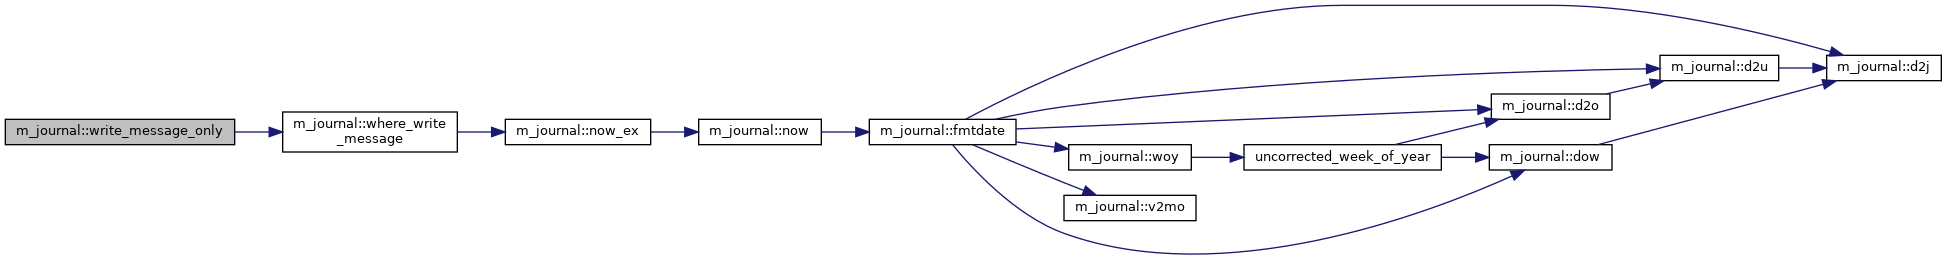 m_journal::write_message_only
m_journal::where_write
_message
m_journal::now_ex
m_journal::now
m_journal::fmtdate
m_journal::woy
m_journal::v2mo
uncorrected_week_of_year
m_journal::d2o
m_journal::dow
m_journal::d2u
m_journal::d2j